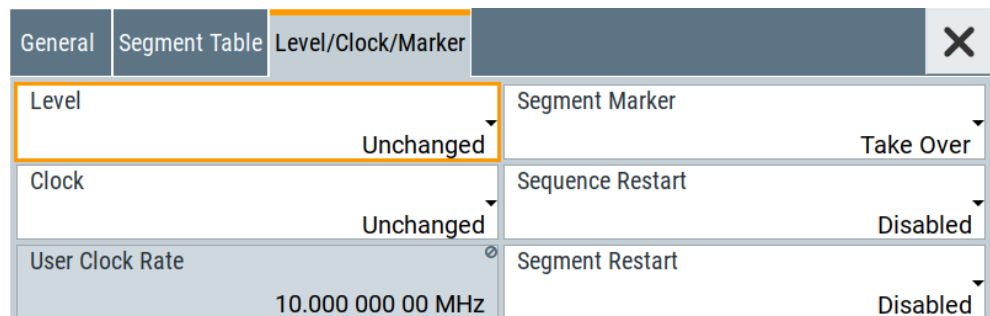 General
Segment Table
Level/Clock/Marker
Level
Unchanged
Segment Marker
Take Over
Clock
Unchanged
Sequence Restart
Disabled
User Clock Rate
10.000 000 00 MHz
Segment Restart
Disabled